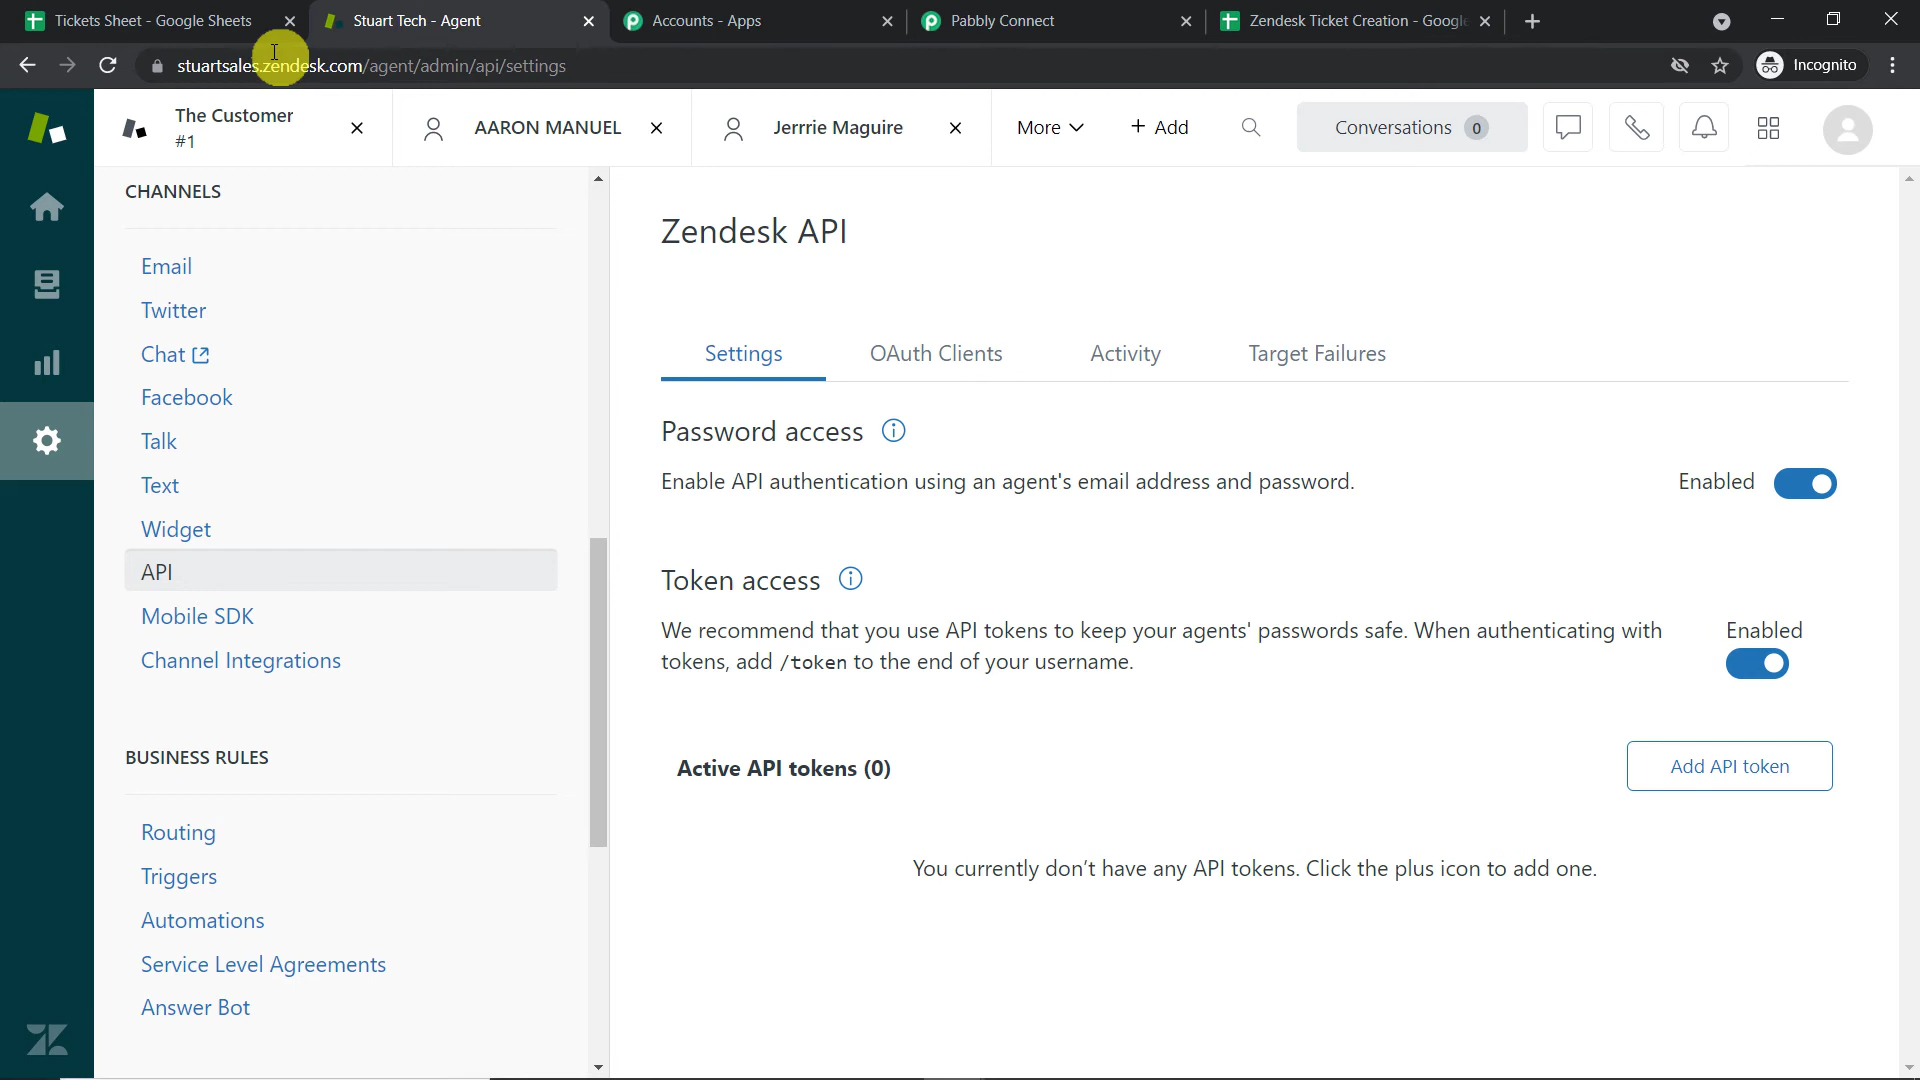 Tickets Sheet - Google Sheets
Stuart Tech - Agent
Accounts - Apps
Pabbly Connect
Zendesk Ticket Creation - Google
stuartsales.zendesk.com/agent/admin/api/settings
Incognito
The Customer
#1
AARON MANUEL
Jerrrie Maguire
More
+ Add
Conversations 0
CHANNELS
Email
Twitter
Chat
Facebook
Talk
Text
Widget
API
Mobile SDK
Channel Integrations
BUSINESS RULES
Routing
Triggers
Automations
Service Level Agreements
Answer Bot
Zendesk API
Settings
OAuth Clients
Activity
Target Failures
Password access
Enable API authentication using an agent's email address and password.
Enabled
Token access
We recommend that you use API tokens to keep your agents' passwords safe. When authenticating with
tokens, add /token to the end of your username.
Enabled
Active API tokens (0)
Add API token
You currently don't have any API tokens. Click the plus icon to add one.